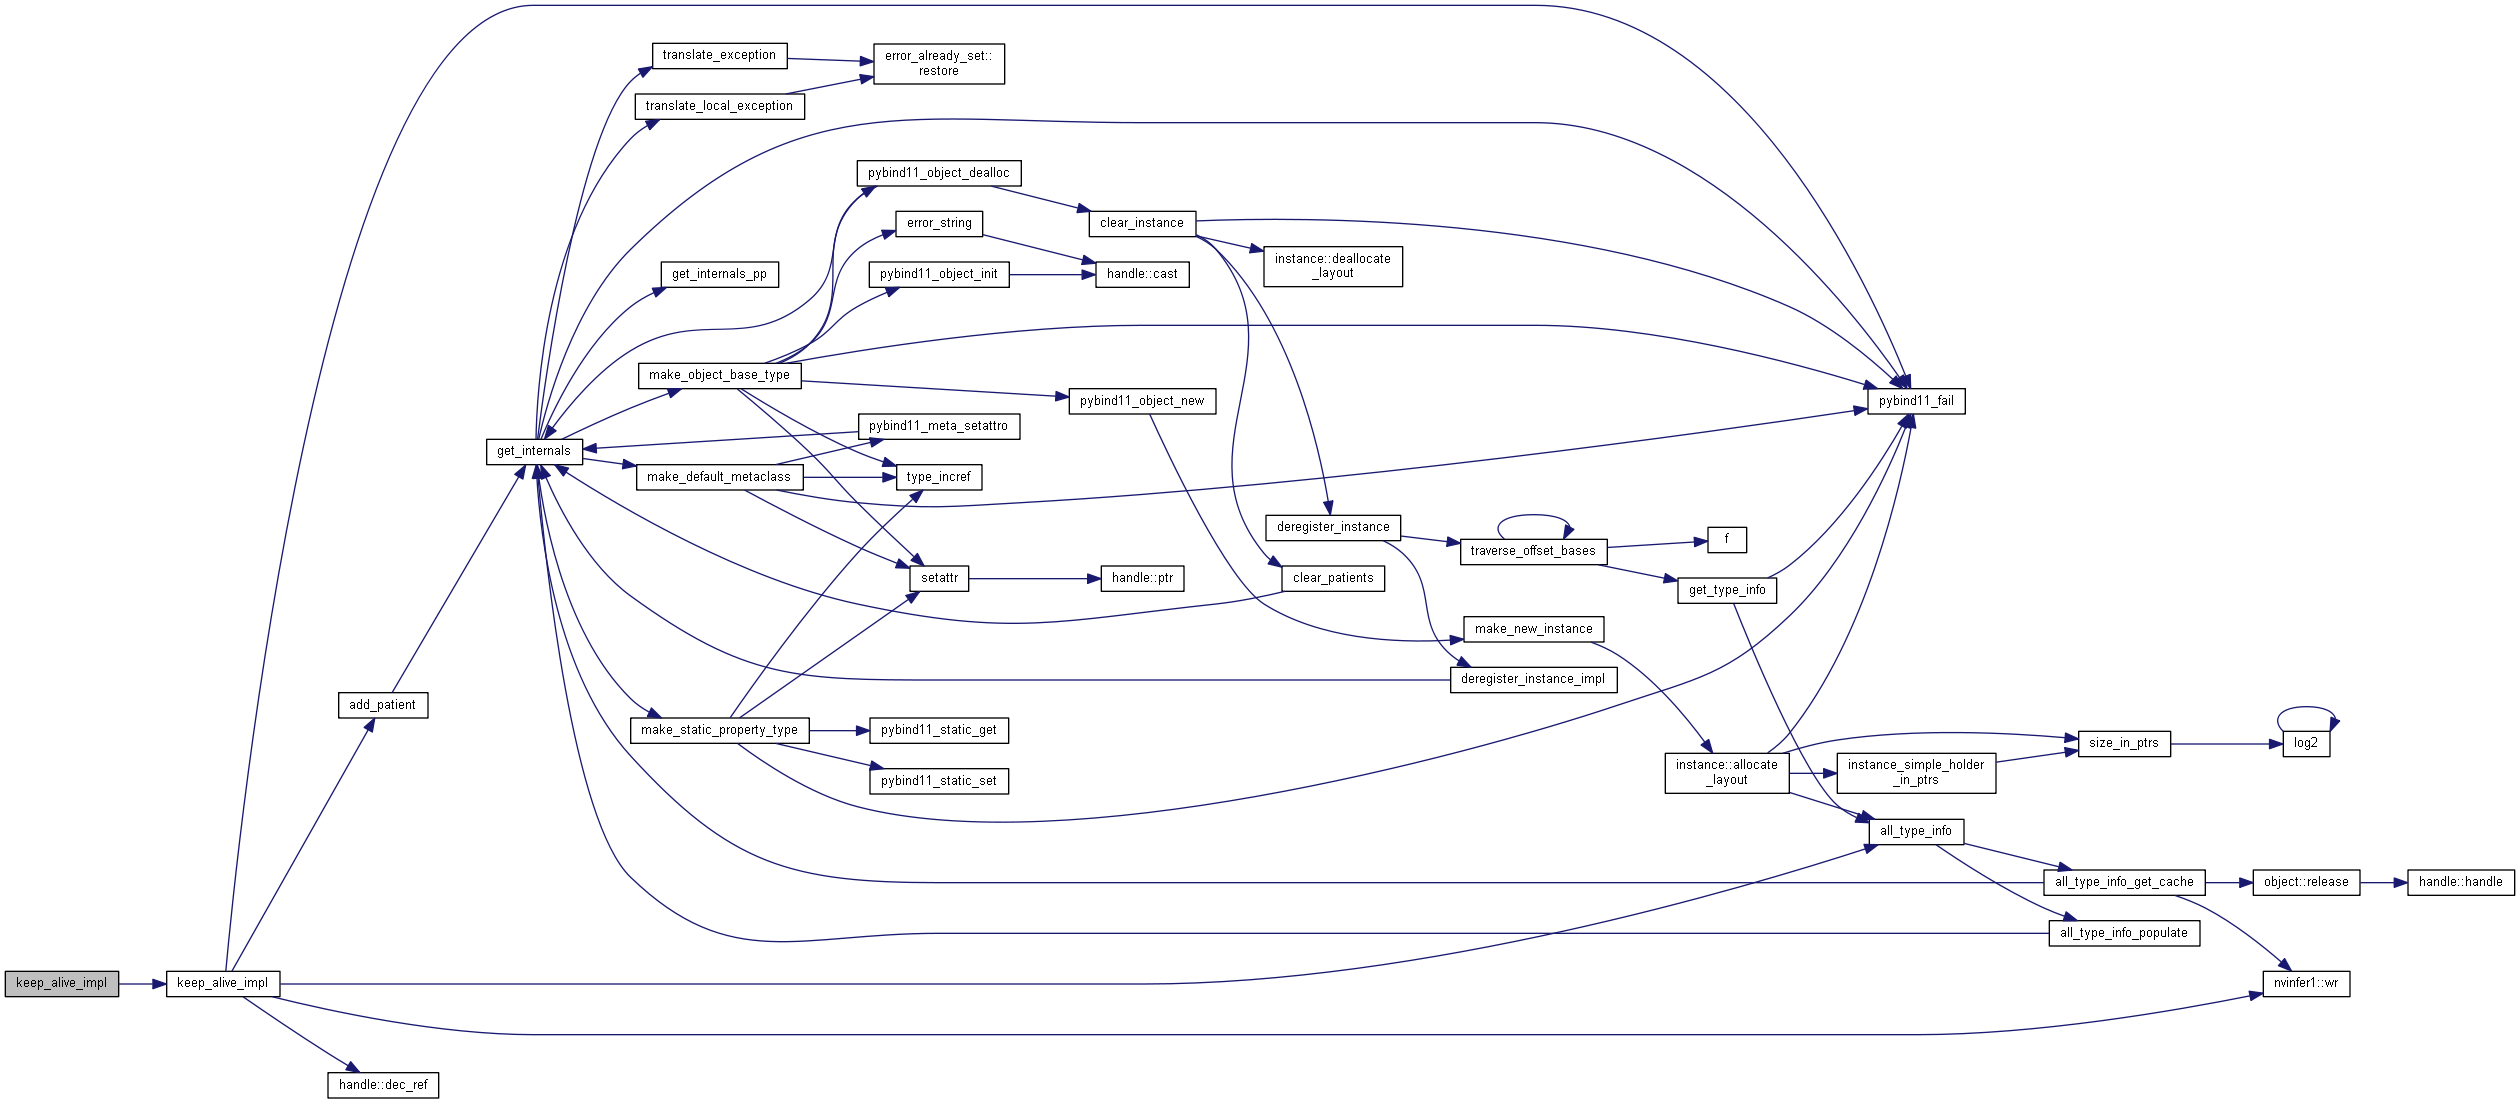 translate_exception
error_already_set::
restore
translate_local_exception
pybind11_object_dealloc
error_string
clear_instance
get_internals_pp
pybind11_object_init
handle::cast
instance::deallocate
_layout
make_object_base_type
pybind11_object_new
pybind11_fail
pybind11_meta_setattro
get_internals
make_default_metaclass
type_incref
deregister_instance
traverse_offset_bases
f
setattr
handle::ptr
clear_patients
get_type_info
make_new_instance
deregister_instance_impl
add_patient
make_static_property_type
pybind11_static_get
pybind11_static_set
instance::allocate
_layout
instance_simple_holder
_in_ptrs
size_in_ptrs
log2
all_type_info
all_type_info_get_cache
object::release
handle::handle
all_type_info_populate
keep_alive_impl
keep_alive_impl
nvinfer1::wr
handle::dec_ref